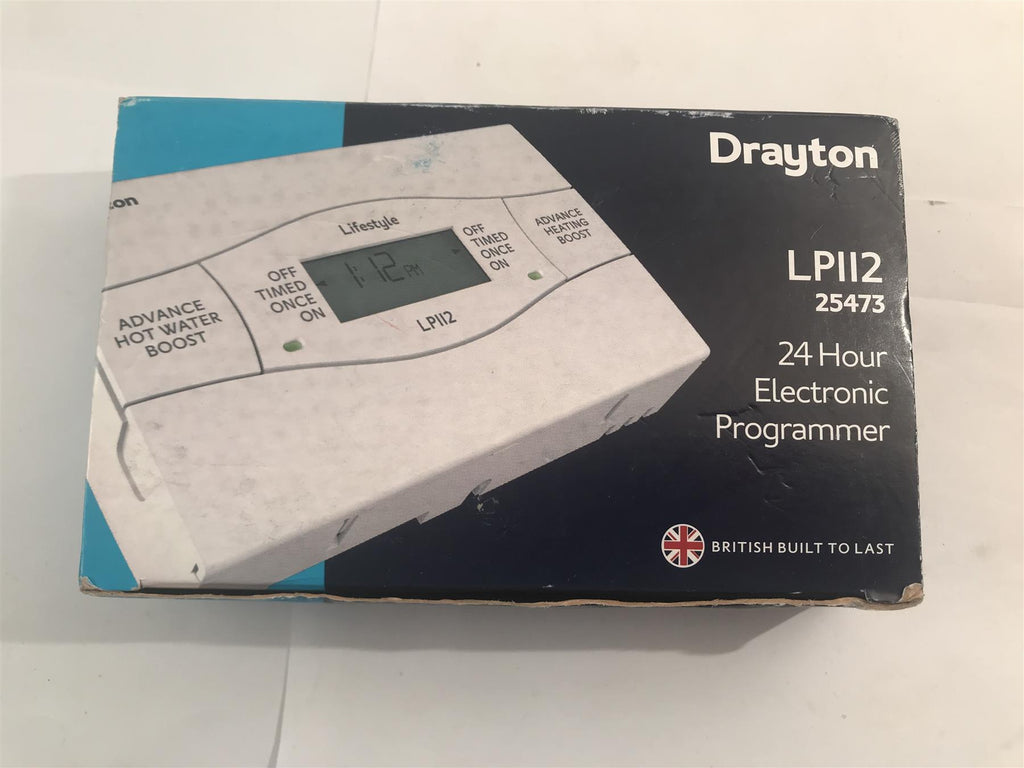 Drayton
LP112
25473
24 Hour
Electronic
Programmer
BRITISH BUILT TO LAST
on
Lifestyle
OFF
TIMED
ONCE
ON
1:12 PM
OFF
TIMED
ONCE
ON
ADVANCE
HEATING
BOOST
ADVANCE
HOT WATER
BOOST
LP112